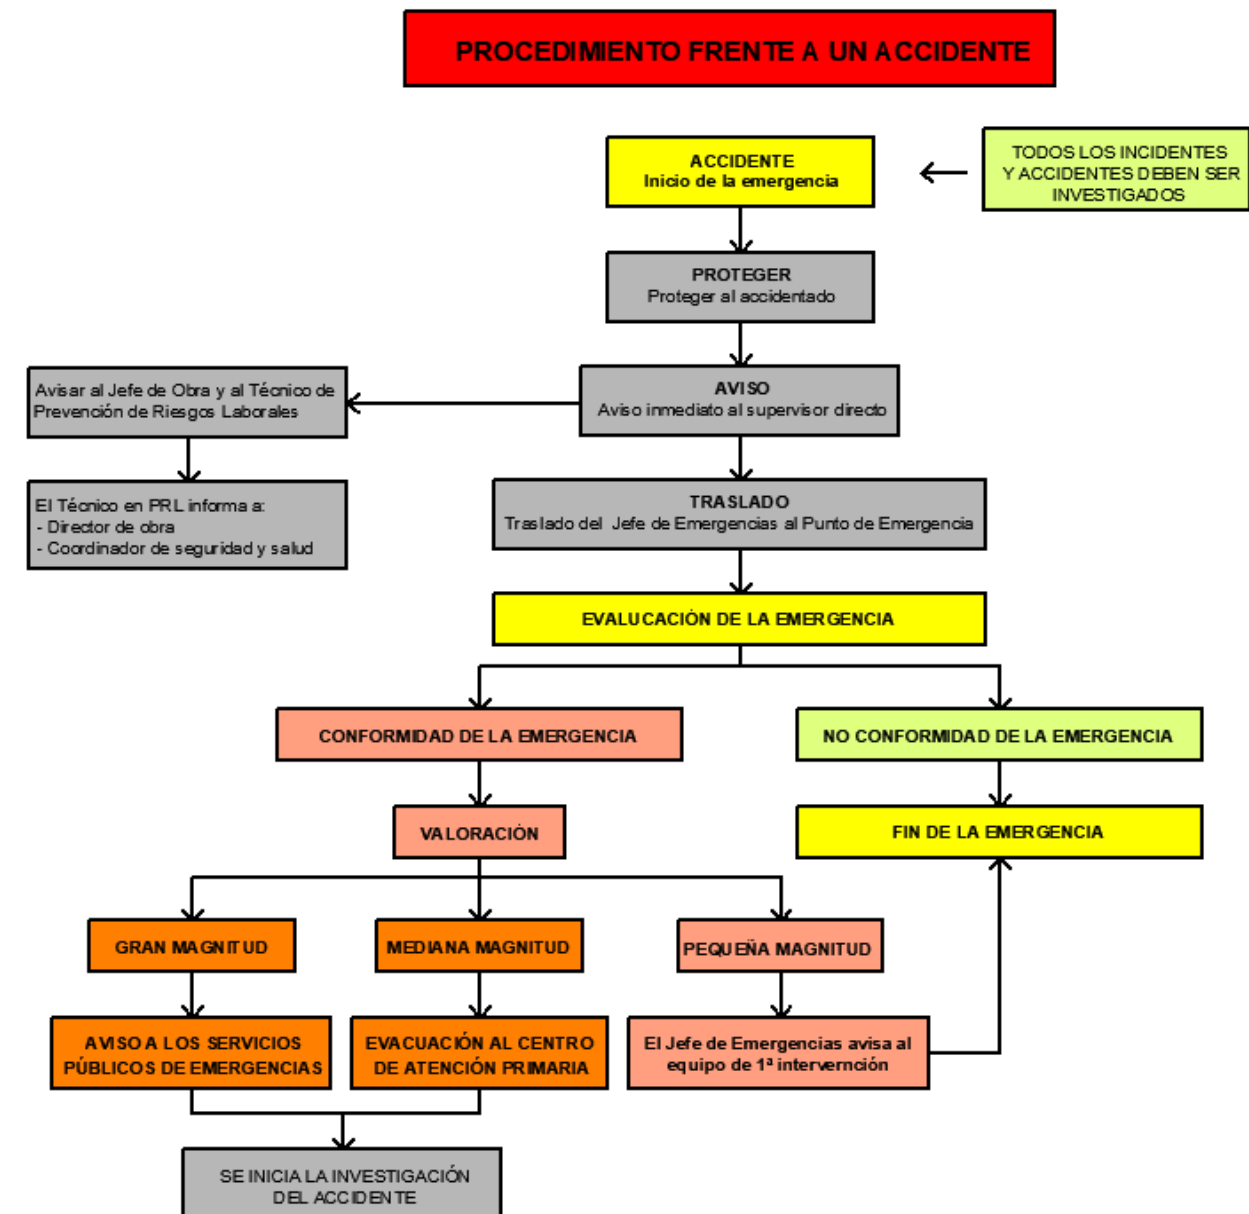 PROCEDIMIENTO FRENTE A UN ACCIDENTE
ACCIDENTE
Inicio de la emergencia
TODOS LOS INCIDENTES
Y ACCIDENTES DEBEN SER
INVESTIGADOS
PROTEGER
Proteger al accidentado
Avisar al Jefe de Obra y al Técnico de
Prevención de Riesgos Laborales
AVISO
Aviso inmediato al supervisor directo
El Técnico en PRL informa a:
- Director de obra
- Coordinador de seguridad y salud
TRASLADO
Traslado del Jefe de Emergencias al Punto de Emergencia
EVALUCACIÓN DE LA EMERGENCIA
CONFORMIDAD DE LA EMERGENCIA
NO CONFORMIDAD DE LA EMERGENCIA
VALORACIÓN
FIN DE LA EMERGENCIA
GRAN MAGNITUD
MEDIANA MAGNITUD
PEQUEÑA MAGNITUD
AVISO A LOS SERVICIOS
PÚBLICOS DE EMERGENCIAS
EVACUACIÓN AL CENTRO
DE ATENCIÓN PRIMARIA
El Jefe de Emergencias avisa al
equipo de 1ª intervernción
SE INICIA LA INVESTIGACIÓN
DEL ACCIDENTE